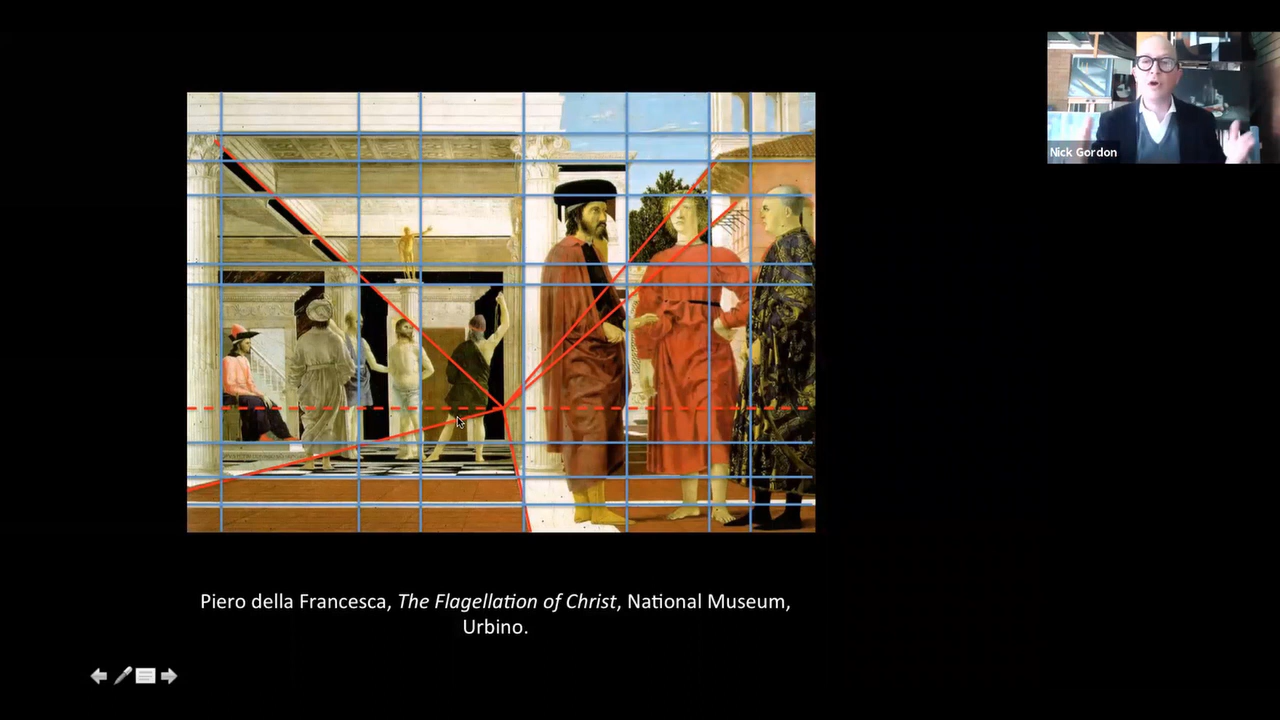 Nick Gordon
Piero della Francesca, The Flagellation of Christ, National Museum,
Urbino.